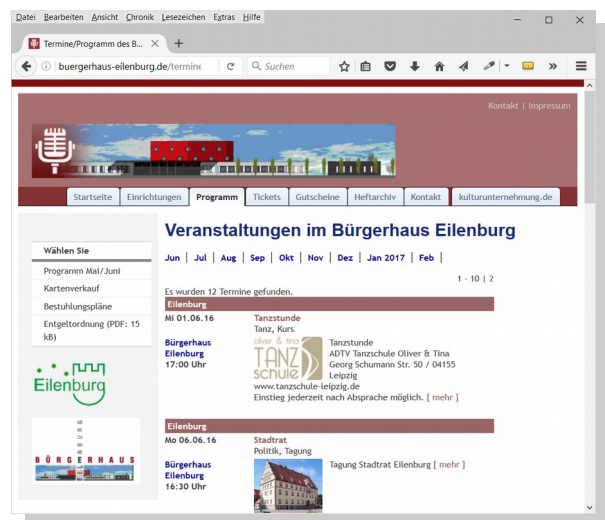 Datei Bearbeiten Ansicht Chronik Lesezeichen Extras Hilfe
Termine/Programm des B...
buergerhaus-eilenburg.de/termine
Suchen
Kontakt | Impressum
Startseite Einrichtungen Programm Tickets Gutscheine Heftarchiv Kontakt kulturunternehmung.de
Veranstaltungen im Bürgerhaus Eilenburg
Jun | Jul | Aug | Sep | Okt | Nov | Dez | Jan 2017 | Feb |
1 - 10 | 2
Es wurden 12 Termine gefunden.
Wählen Sie
Programm Mai/Juni
Kartenverkauf
Bestuhlungspläne
Entgeltordnung (PDF: 15
kB)
Eilenburg
BÜRGERHAUS
EILENBURG
Eilenburg
Mi 01.06.16
Bürgerhaus
Eilenburg
17:00 Uhr
Tanzstunde
Tanz, Kurs
oliver & tina
TANZ
schule
Tanzstunde
ADTV Tanzschule Oliver & Tina
Georg Schumann Str. 50 / 04155
Leipzig
www.tanzschule-leipzig.de
Einstieg jederzeit nach Absprache möglich. [ mehr ]
Eilenburg
Mo 06.06.16
Bürgerhaus
Eilenburg
16:30 Uhr
Stadtrat
Politik, Tagung
Tagung Stadtrat Eilenburg [ mehr ]